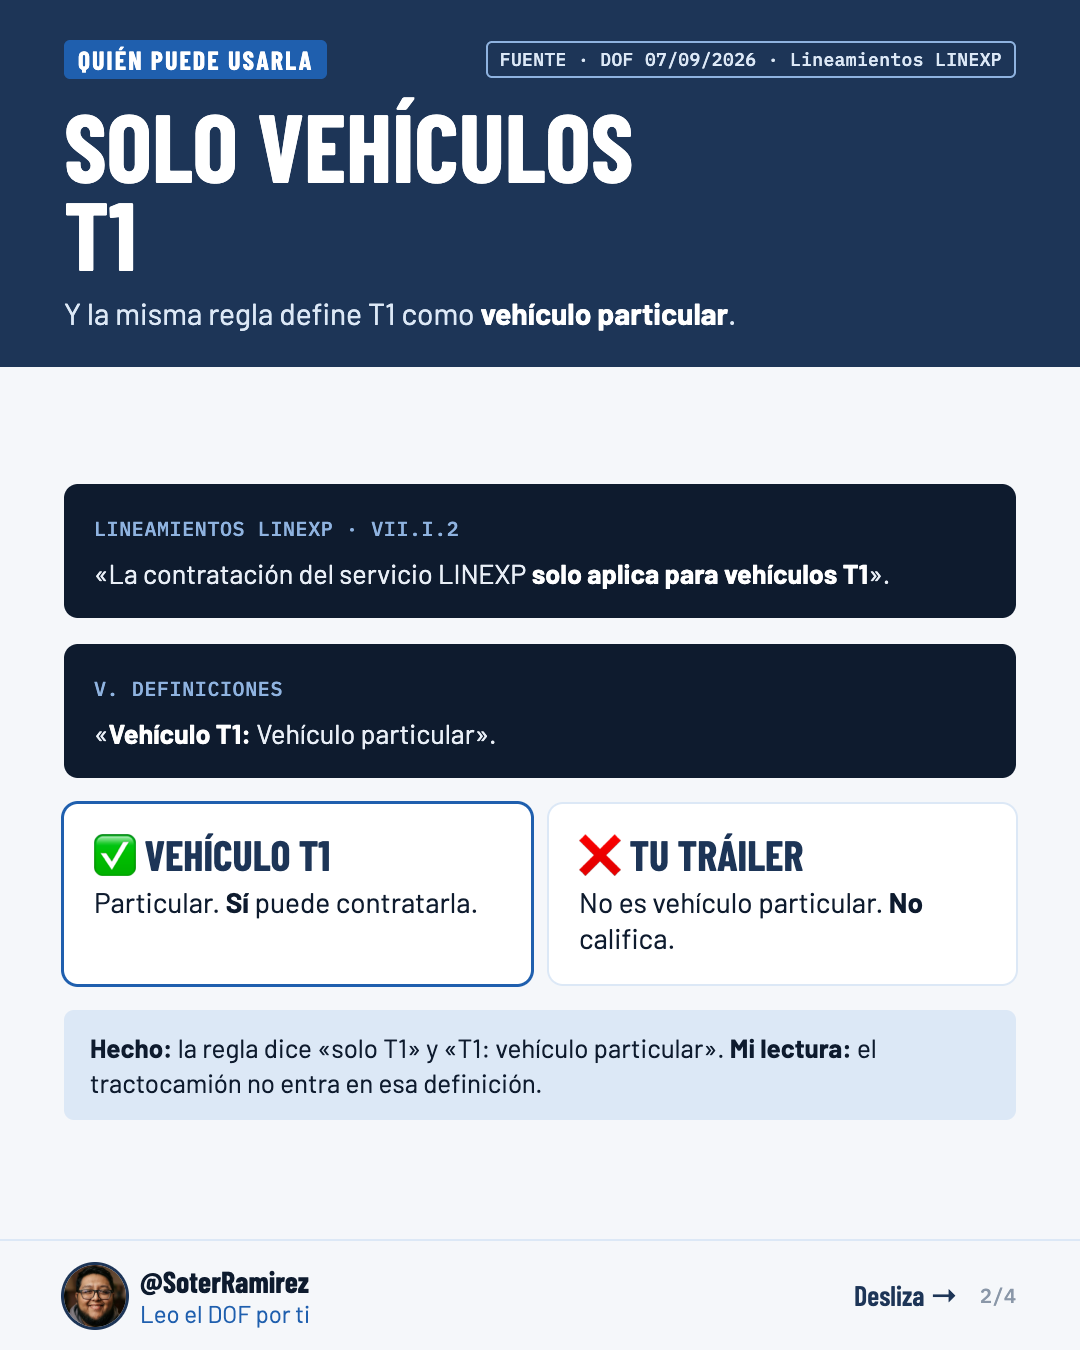 QUIÉN PUEDE USARLA
FUENTE · DOF 07/09/2026 · Lineamientos LINEXP
SOLO VEHÍCULOS
T1
Y la misma regla define T1 como vehículo particular.
LINEAMIENTOS LINEXP · VII.I.2
«La contratación del servicio LINEXP solo aplica para vehículos T1».
V. DEFINICIONES
«Vehículo T1: Vehículo particular».
✅ VEHÍCULO T1
Particular. Sí puede contratarla.
❌ TU TRÁILER
No es vehículo particular. No
califica.
Hecho: la regla dice «solo T1» y «T1: vehículo particular». Mi lectura: el
tractocamión no entra en esa definición.
@SoterRamirez
Leo el DOF por ti
Desliza → 2/4